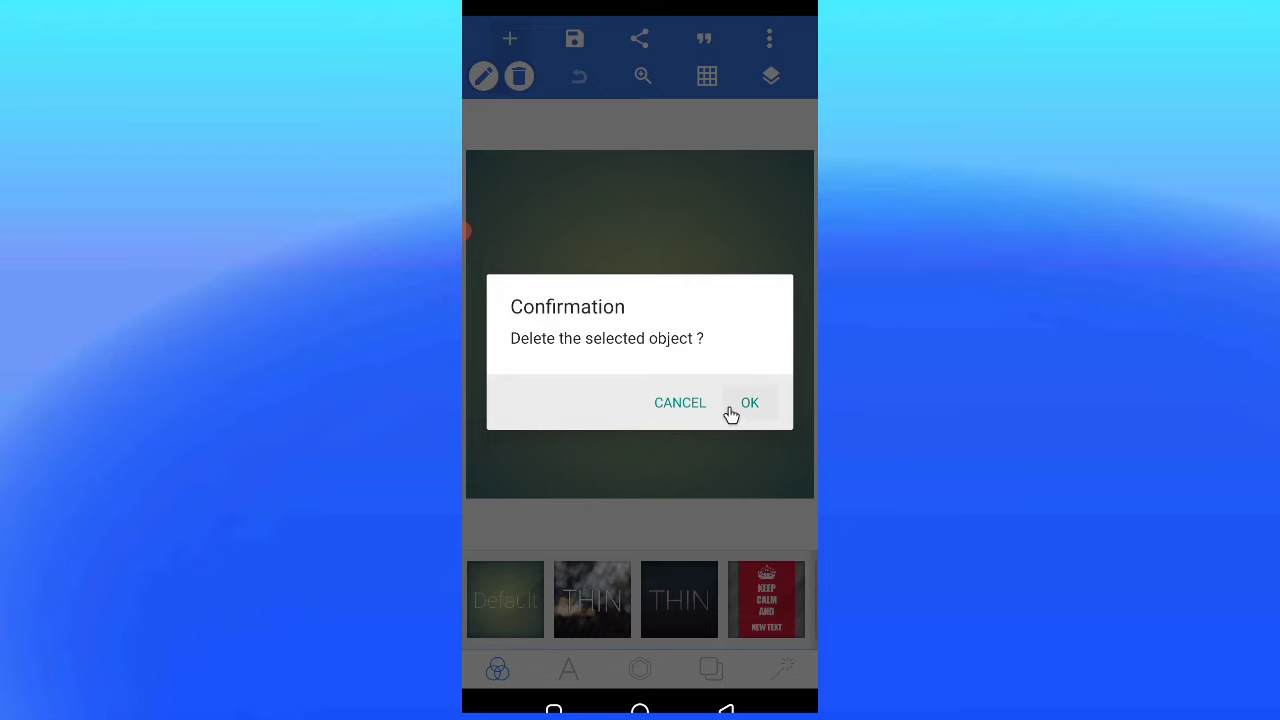 Confirmation
Delete the selected object ?
CANCEL OK
Default
THIN
THIN
KEEP
CALM
AND
NEW TEXT